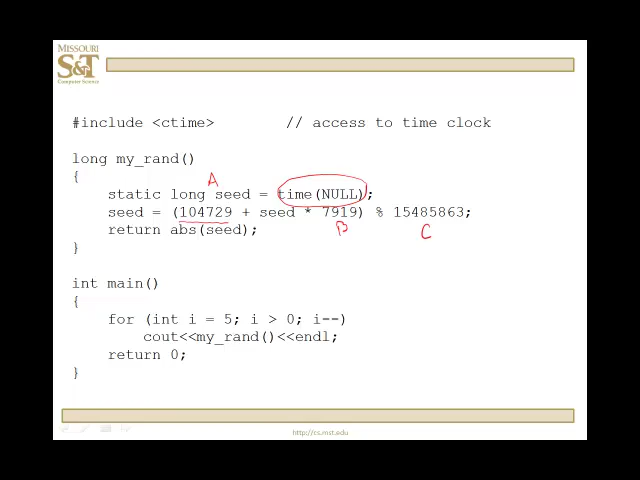 MISSOURI
S&T
Computer Science
#include <ctime> // access to time clock
long my_rand()
{
A
static long seed = time(NULL);
seed = (104729 + seed * 7919) % 15485863;
B C
return abs(seed);
}
int main()
{
for (int i = 5; i > 0; i--)
cout<<my_rand()<<endl;
return 0;
}
http://cs.mst.edu